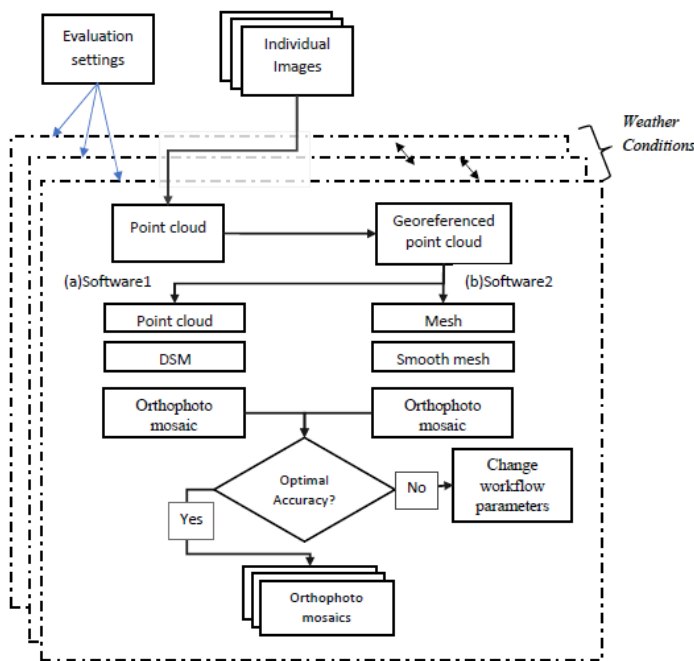 Evaluation
settings
Individual
Images
Weather
Conditions
Point cloud
Georeferenced
point cloud
(a)Software1
(b)Software2
Point cloud
Mesh
DSM
Smooth mesh
Orthophoto
mosaic
Orthophoto
mosaic
Optimal
Accuracy?
No
Change
workflow
parameters
Yes
Orthophoto
mosaics